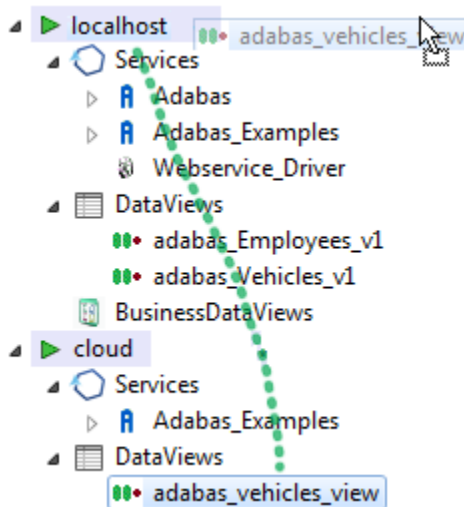 localhost
adabas_vehicles_view
Services
Adabas
Adabas_Examples
Webservice_Driver
DataViews
adabas_Employees_v1
adabas_Vehicles_v1
BusinessDataViews
cloud
Services
Adabas_Examples
DataViews
adabas_vehicles_view